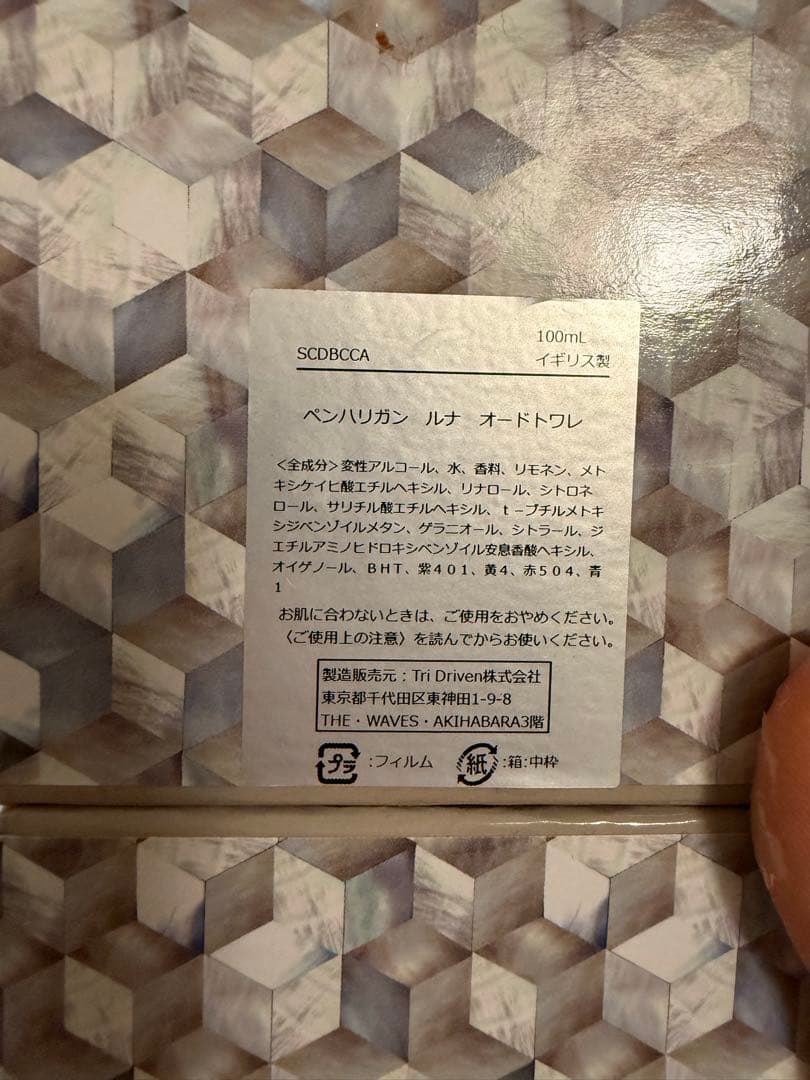 100mL
SCDBCCA イギリス製
ペンハリガン ルナ オードトワレ
<全成分>変性アルコール、水、香料、リモネン、メト
キシケイヒ酸エチルヘキシル、リナロール、シトロネ
ロール、サリチル酸エチルヘキシル、t－ブチルメトキ
シジベンゾイルメタン、ゲラニオール、シトラール、ジ
エチルアミノヒドロキシベンゾイル安息香酸ヘキシル、
オイゲノール、BHT、紫401、黄4、赤504、青
1
お肌に合わないときは、ご使用をおやめください。
〈ご使用上の注意〉を読んでからお使いください。
製造販売元：Tri Driven株式会社
東京都千代田区東神田1-9-8
THE・WAVES・AKIHABARA3階
プラ :フィルム 紙 :箱:中枠